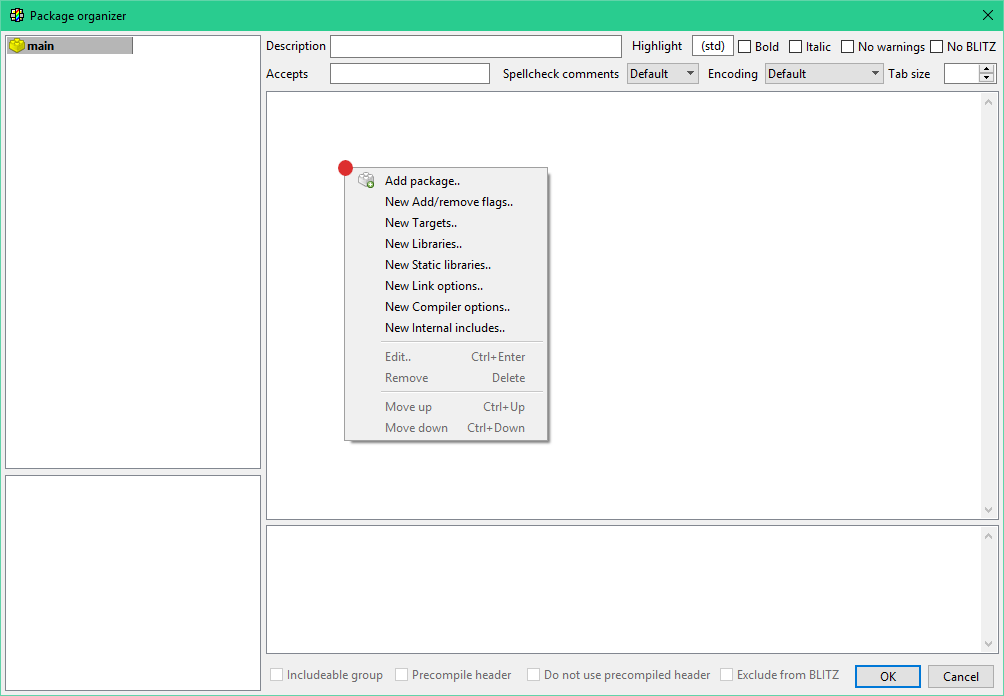 Package organizer
main
Description Highlight (std) Bold Italic No warnings No BLITZ
Accepts Spellcheck comments Default Encoding Default Tab size
Add package..
New Add/remove flags..
New Targets..
New Libraries..
New Static libraries..
New Link options..
New Compiler options..
New Internal includes..
Edit.. Ctrl+Enter
Remove Delete
Move up Ctrl+Up
Move down Ctrl+Down
Includeable group Precompile header Do not use precompiled header Exclude from BLITZ OK Cancel